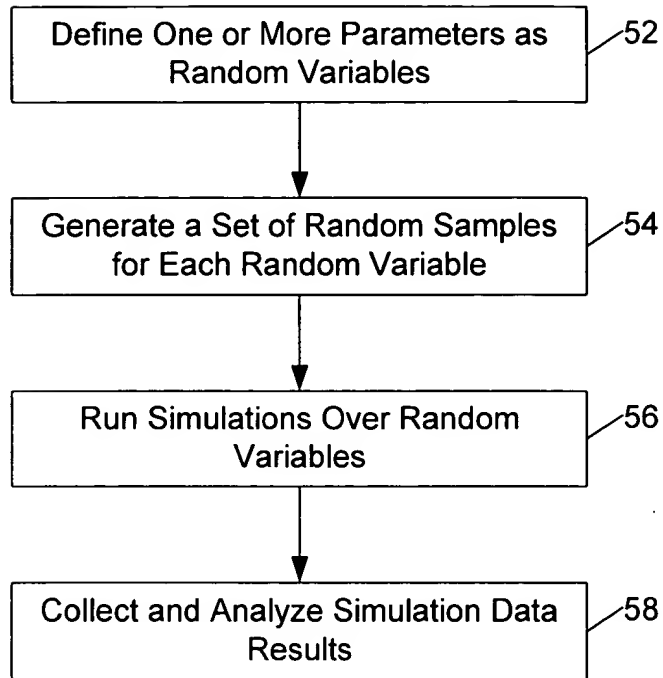 Define One or More Parameters as
Random Variables
52
Generate a Set of Random Samples
for Each Random Variable
54
Run Simulations Over Random
Variables
56
Collect and Analyze Simulation Data
Results
58